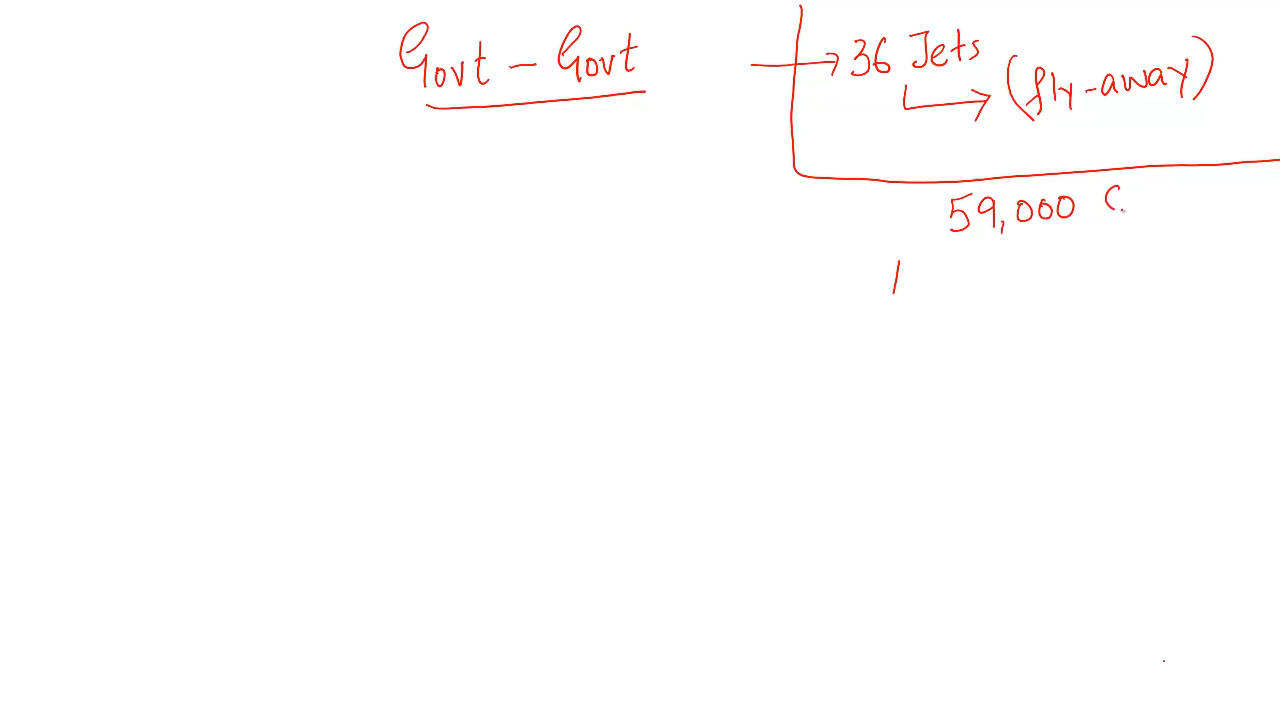 Govt - Govt → 36 Jets
(fly-away)
59,000 C